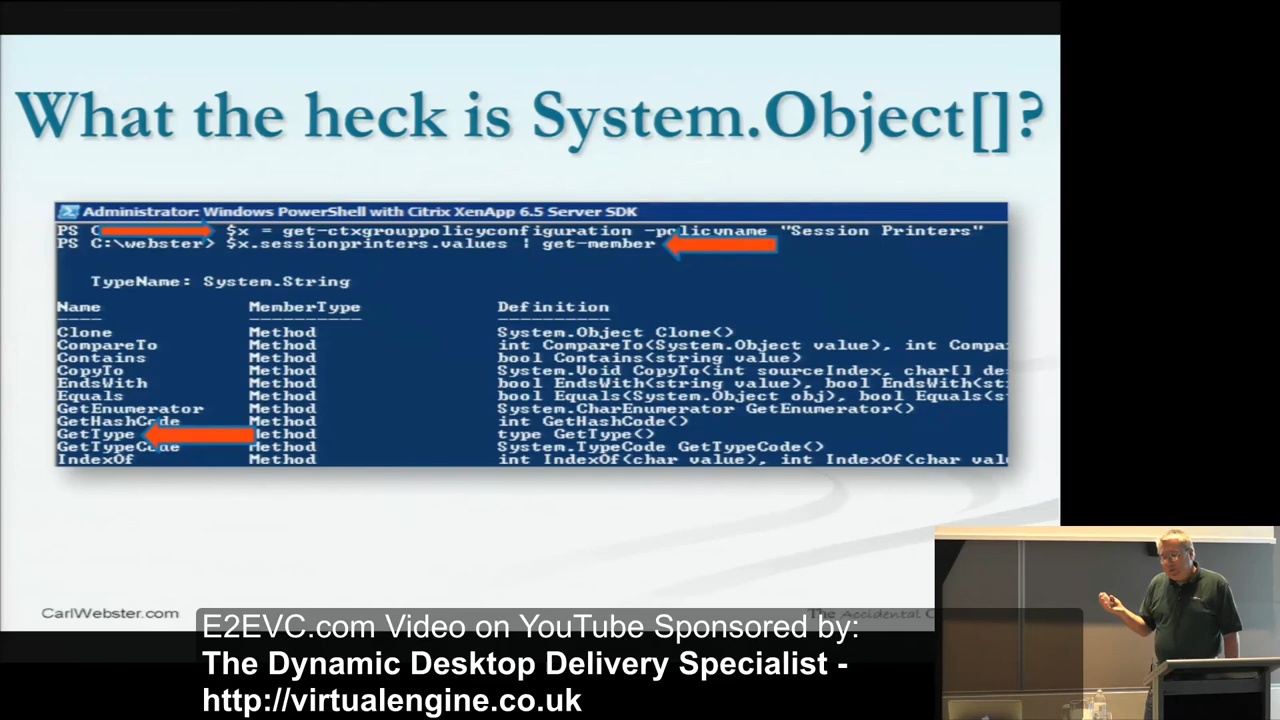 What the heck is System.Object[]?
Administrator: Windows PowerShell with Citrix XenApp 6.5 Server SDK
PS C $x = get-ctxgrouppolicyconfiguration -policyname "Session Printers"
PS C:\webster> $x.sessionprinters.values | get-member
TypeName: System.String
Name MemberType Definition
---- ---------- ----------
Clone Method System.Object Clone()
CompareTo Method int CompareTo(System.Object value), int Compa
Contains Method bool Contains(string value)
CopyTo Method System.Void CopyTo(int sourceIndex, char[] de
EndsWith Method bool EndsWith(string value), bool EndsWith(st
Equals Method bool Equals(System.Object obj), bool Equals(s
GetEnumerator Method System.CharEnumerator GetEnumerator()
GetHashCode Method int GetHashCode()
GetType Method type GetType()
GetTypeCode Method System.TypeCode GetTypeCode()
IndexOf Method int IndexOf(char value), int IndexOf(char val
CarlWebster.com The Accidental C
E2EVC.com Video on YouTube Sponsored by:
The Dynamic Desktop Delivery Specialist -
http://virtualengine.co.uk